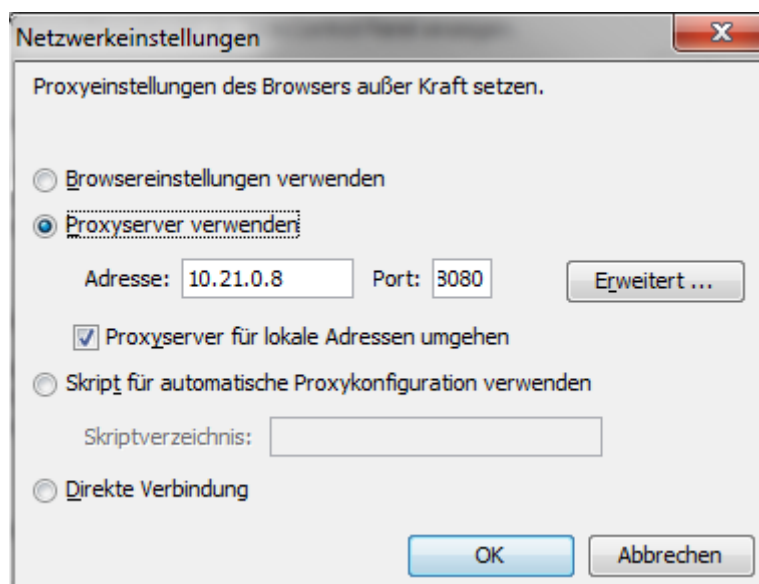 Netzwerkeinstellungen
Proxyeinstellungen des Browsers außer Kraft setzen.
Browsereinstellungen verwenden
Proxyserver verwenden
Adresse: 10.21.0.8 Port: 8080 Erweitert ...
Proxyserver für lokale Adressen umgehen
Skript für automatische Proxykonfiguration verwenden
Skriptverzeichnis:
Direkte Verbindung
OK Abbrechen